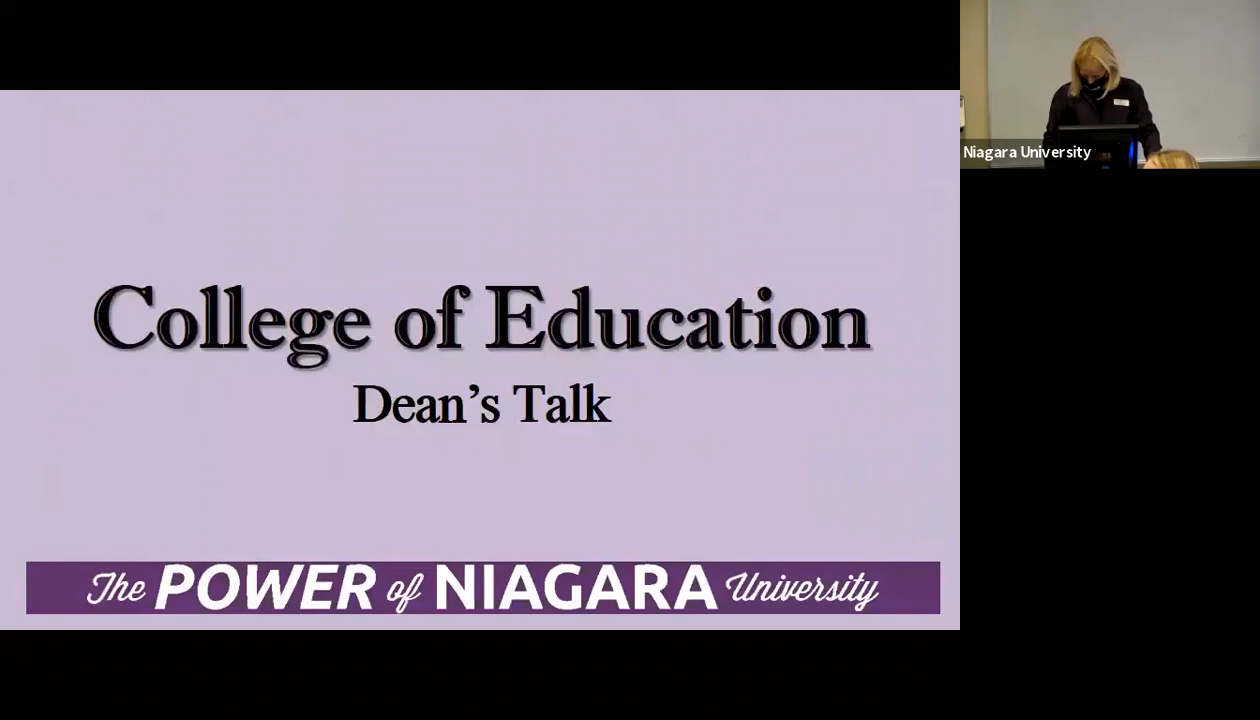 College of Education
Dean's Talk
The POWER of NIAGARA University
Niagara University